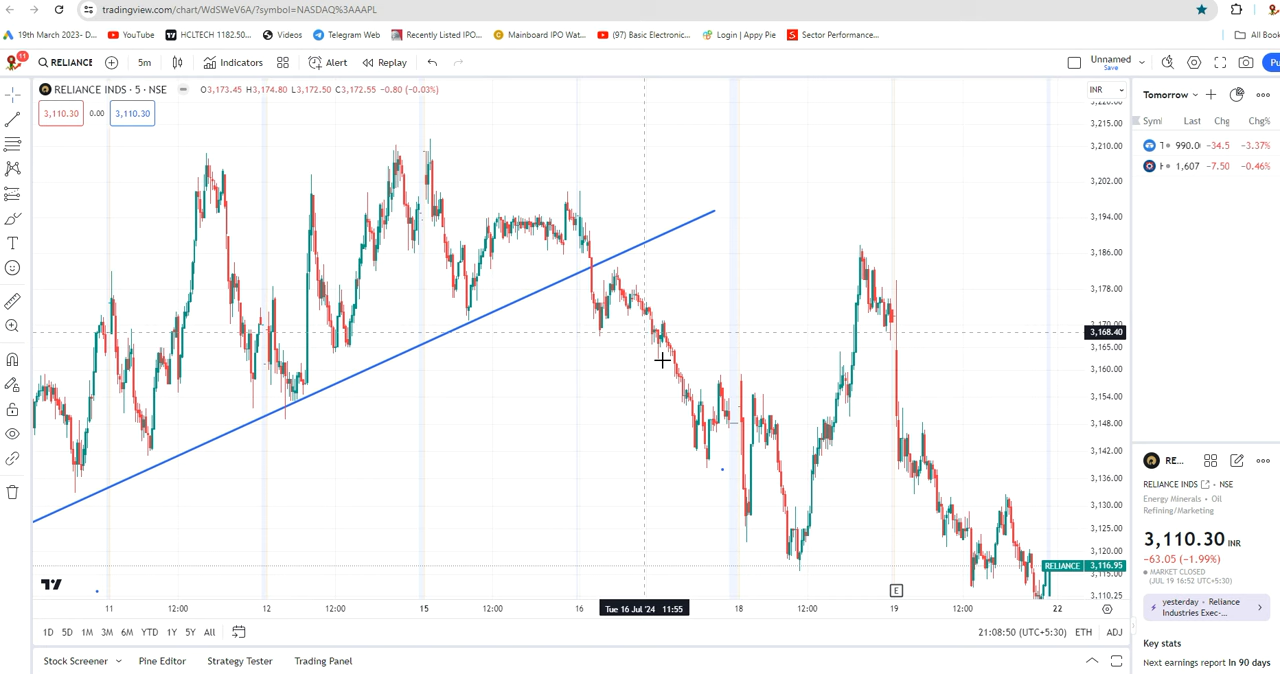 tradingview.com/chart/WdSWeV6A/?symbol=NASDAQ%3AAAPL
19th March 2023- D... YouTube HCLTECH 1182.50... Videos Telegram Web Recently Listed IPO... Mainboard IPO Wat... (97) Basic Electronic... Login | Appy Pie Sector Performance... All Book
11 RELIANCE 5m Indicators Alert Replay Unnamed Save Pu
RELIANCE INDS · 5 · NSE O3,173.45 H3,174.80 L3,172.50 C3,172.55 -0.80 (-0.03%) INR
3,110.30 0.00 3,110.30
3,215.00
3,210.00
3,202.00
3,194.00
3,186.00
3,178.00
3,168.40
3,165.00
3,160.00
3,154.00
3,148.00
3,142.00
3,136.00
3,130.00
3,125.00
3,120.00
RELIANCE 3,116.95
3,110.25
E
11 12:00 12 12:00 15 12:00 16 Tue 16 Jul '24 11:55 18 12:00 19 12:00 22
1D 5D 1M 3M 6M YTD 1Y 5Y All 21:08:50 (UTC+5:30) ETH ADJ
Stock Screener Pine Editor Strategy Tester Trading Panel
Tomorrow
Syml Last Chg Chg%
990.0 -34.5 -3.37%
1,607 -7.50 -0.46%
RE...
RELIANCE INDS · NSE
Energy Minerals • Oil
Refining/Marketing
3,110.30 INR
-63.05 (-1.99%)
MARKET CLOSED
(JUL 19 16:52 UTC+5:30)
yesterday • Reliance
Industries Exec-...
Key stats
Next earnings report In 90 days